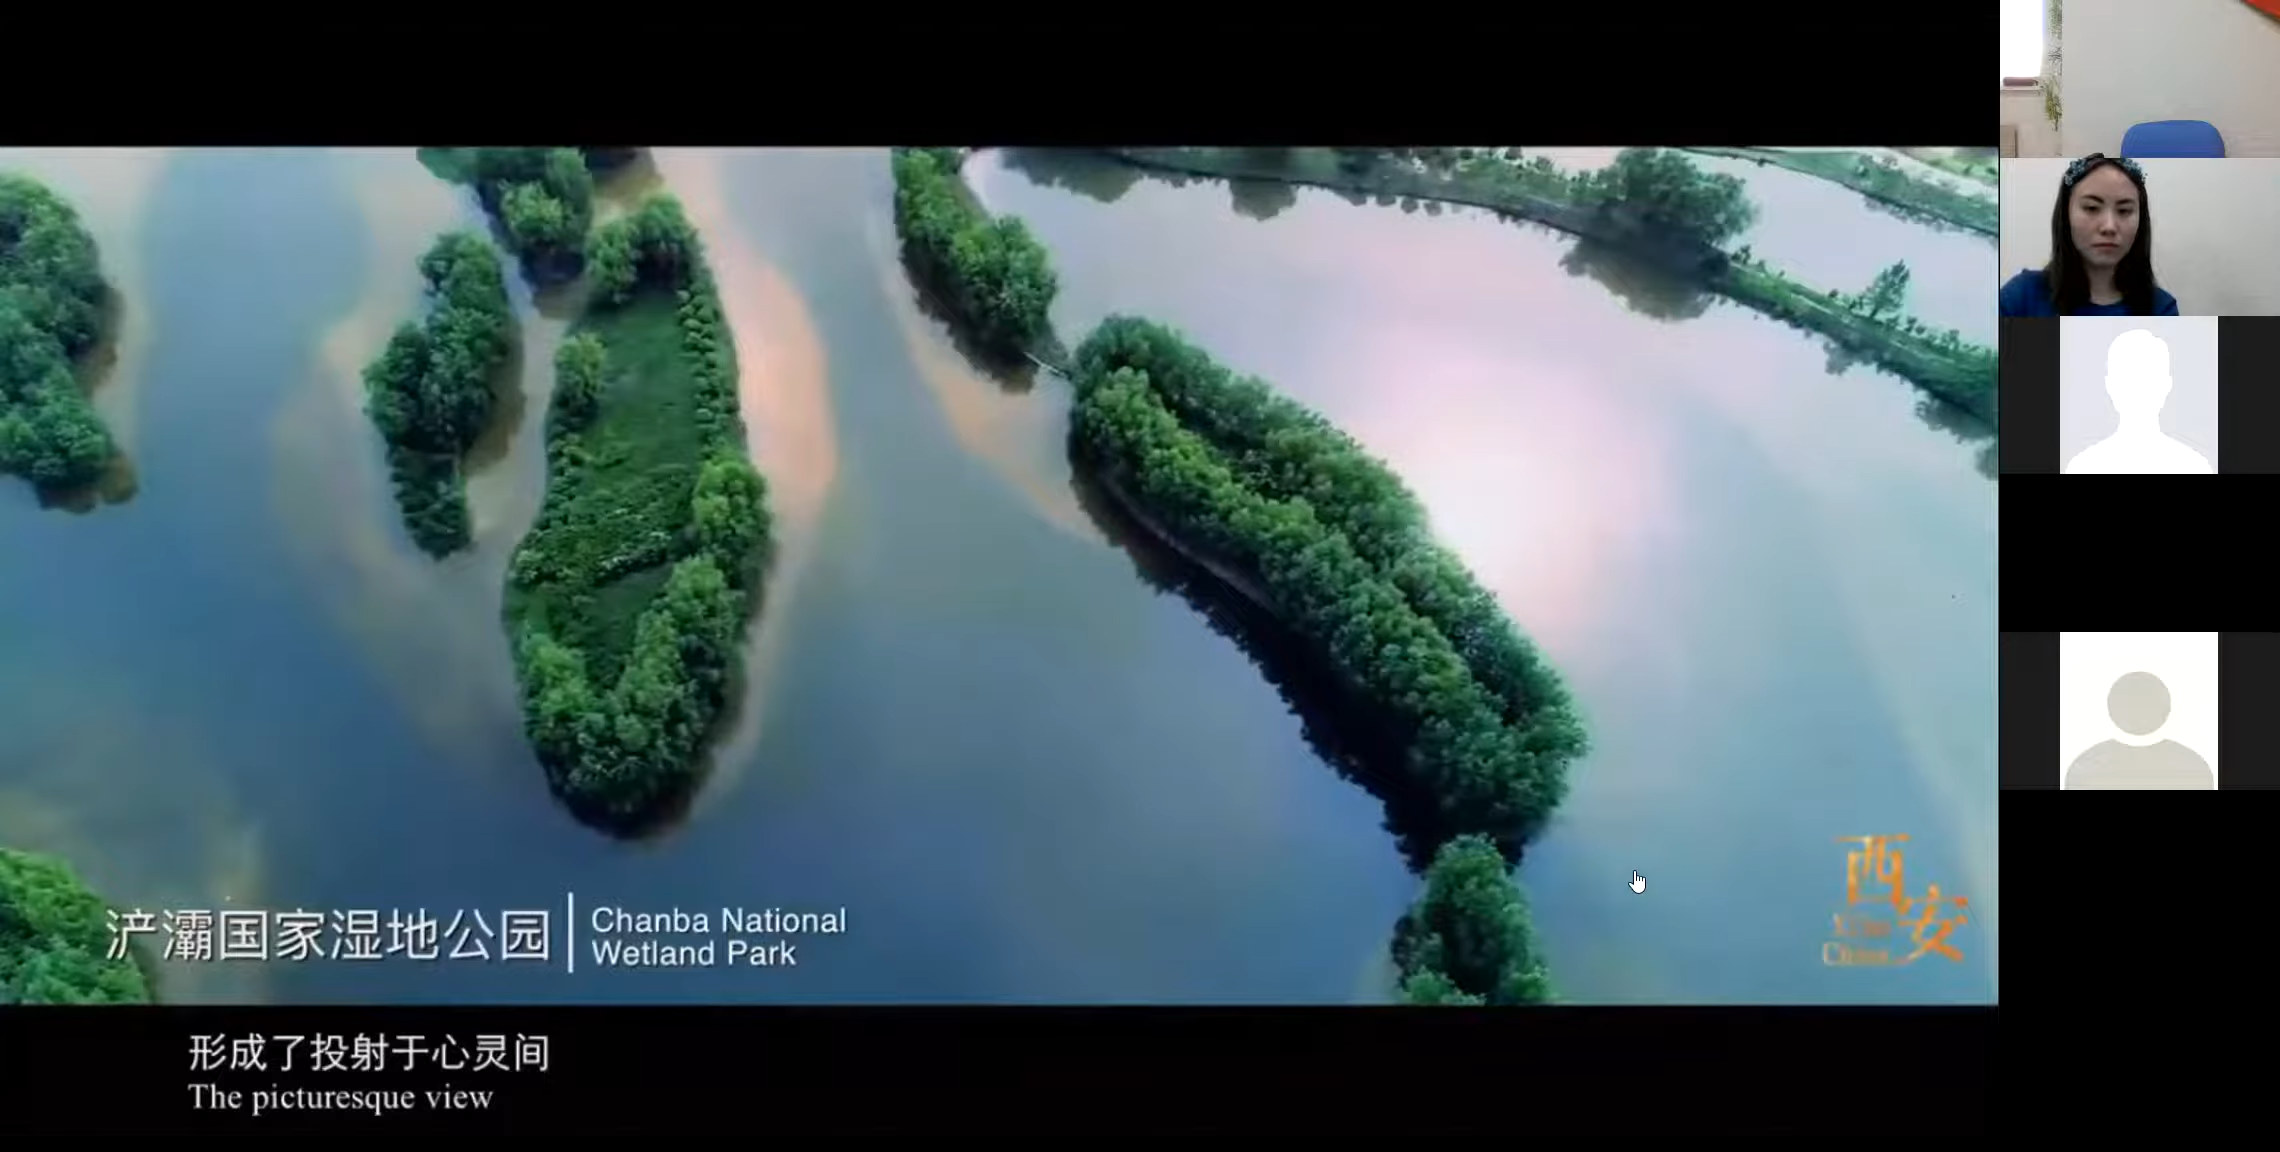 浐灞国家湿地公园
Chanba National
Wetland Park
西安
China
形成了投射于心灵间
The picturesque view